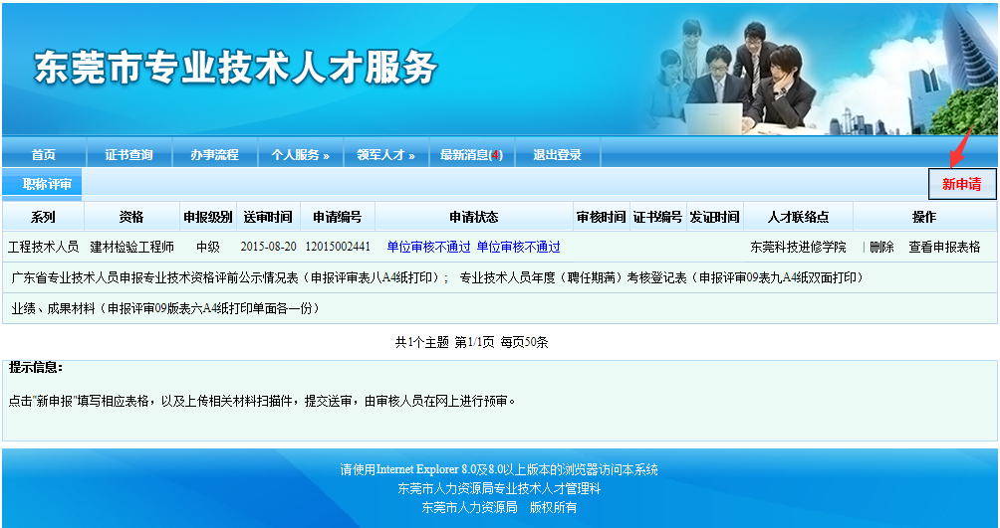 东莞市专业技术人才服务
首页 证书查询 办事流程 个人服务 » 领军人才 » 最新消息(4) 退出登录
职称评审 新申请
系列 资格 申报级别 送审时间 申请编号 申请状态 审核时间 证书编号 发证时间 人才联络点 操作
工程技术人员 建材检验工程师 中级 2015-08-20 12015002441 单位审核不通过 单位审核不通过 东莞科技进修学院 | 删除 查看申报表格
广东省专业技术人员申报专业技术资格评前公示情况表（申报评审表八A4纸打印）； 专业技术人员年度（聘任期满）考核登记表（申报评审09表九A4纸双面打印）
业绩、成果材料（申报评审09版表六A4纸打印单面各一份）
共1个主题 第1/1页 每页50条
提示信息：
点击"新申报"填写相应表格，以及上传相关材料扫描件，提交送审，由审核人员在网上进行预审。
请使用Internet Explorer 8.0及8.0以上版本的浏览器访问本系统
东莞市人力资源局专业技术人才管理科
东莞市人力资源局 版权所有